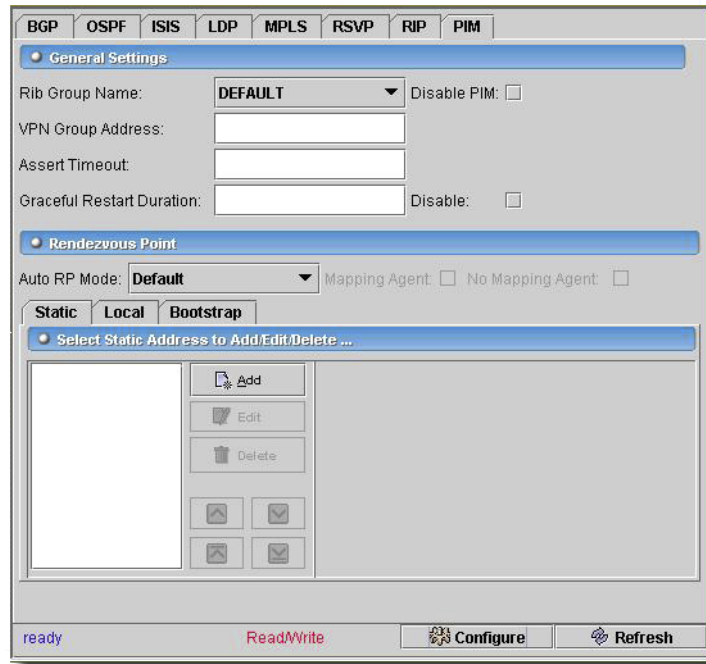 BGP OSPF ISIS LDP MPLS RSVP RIP PIM
General Settings
Rib Group Name: DEFAULT Disable PIM:
VPN Group Address:
Assert Timeout:
Graceful Restart Duration: Disable:
Rendezvous Point
Auto RP Mode: Default Mapping Agent: No Mapping Agent:
Static Local Bootstrap
Select Static Address to Add/Edit/Delete ...
Add
Edit
Delete
ready Read/Write Configure Refresh